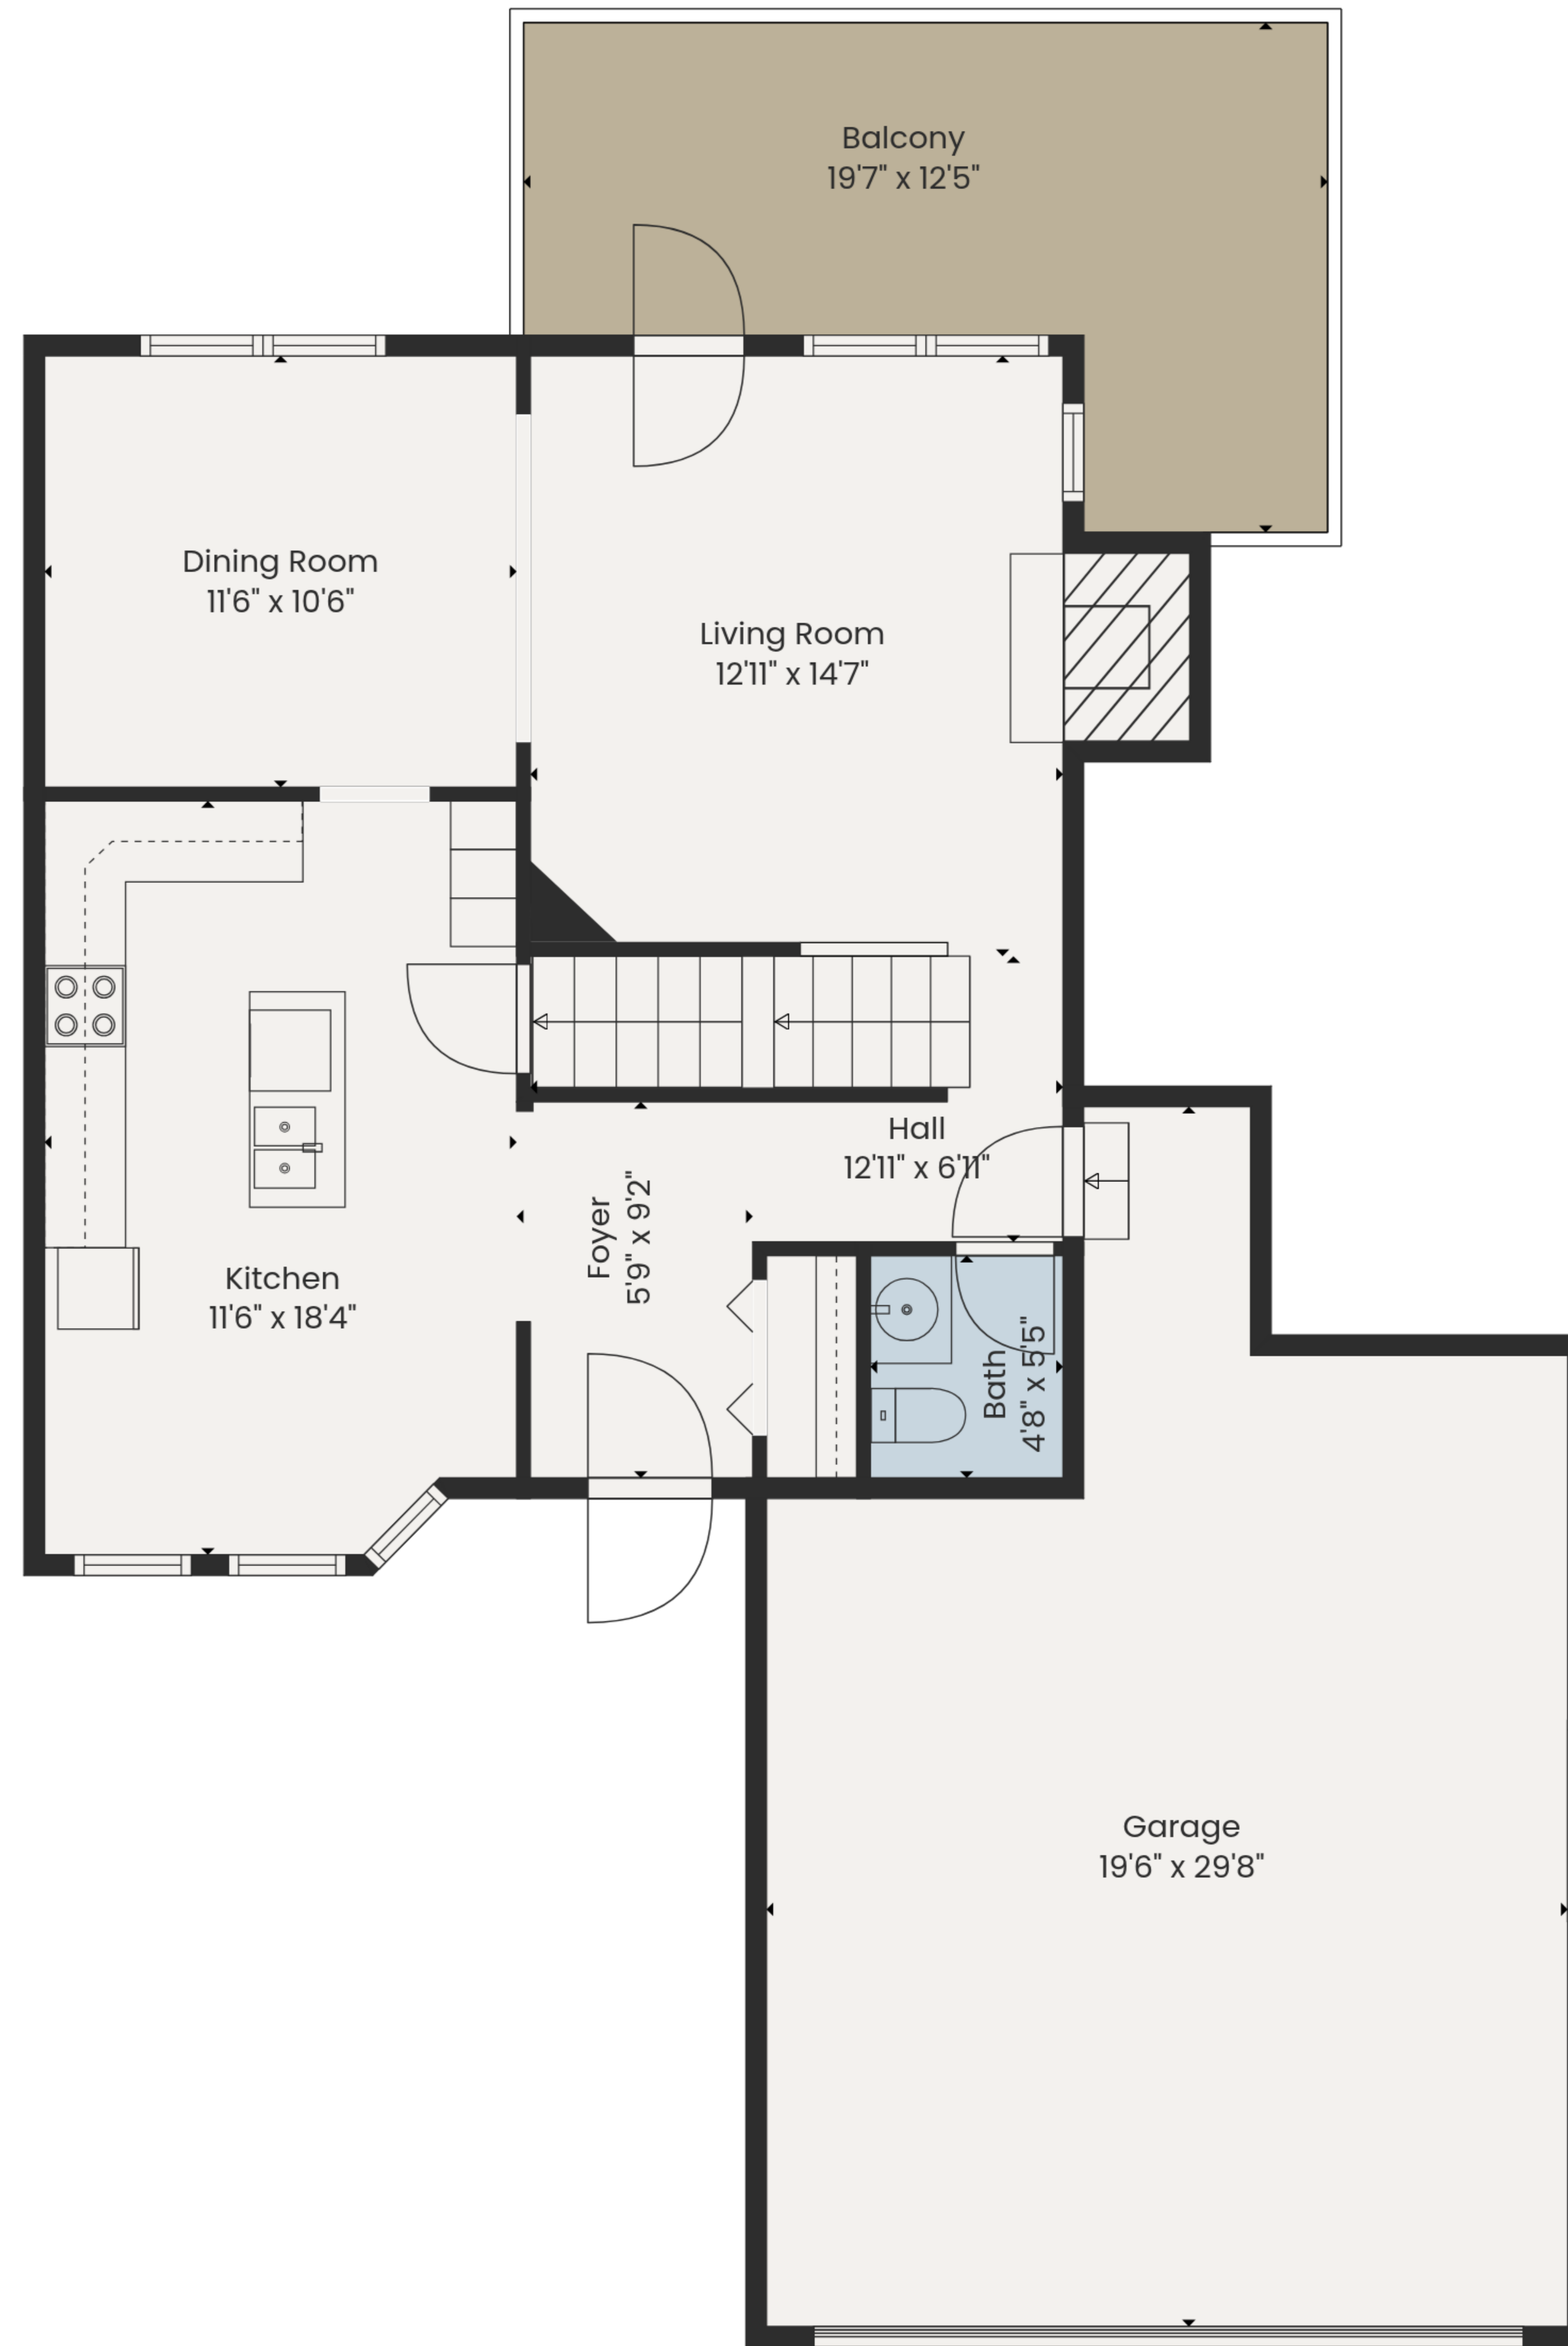 Balcony
19'7" x 12'5"
Dining Room
11'6" x 10'6"
Living Room
12'11" x 14'7"
Hall
12'11" x 6'11"
Foyer
5'9" x 9'2"
Kitchen
11'6" x 18'4"
Bath
4'8" x 5'5"
Garage
19'6" x 29'8"